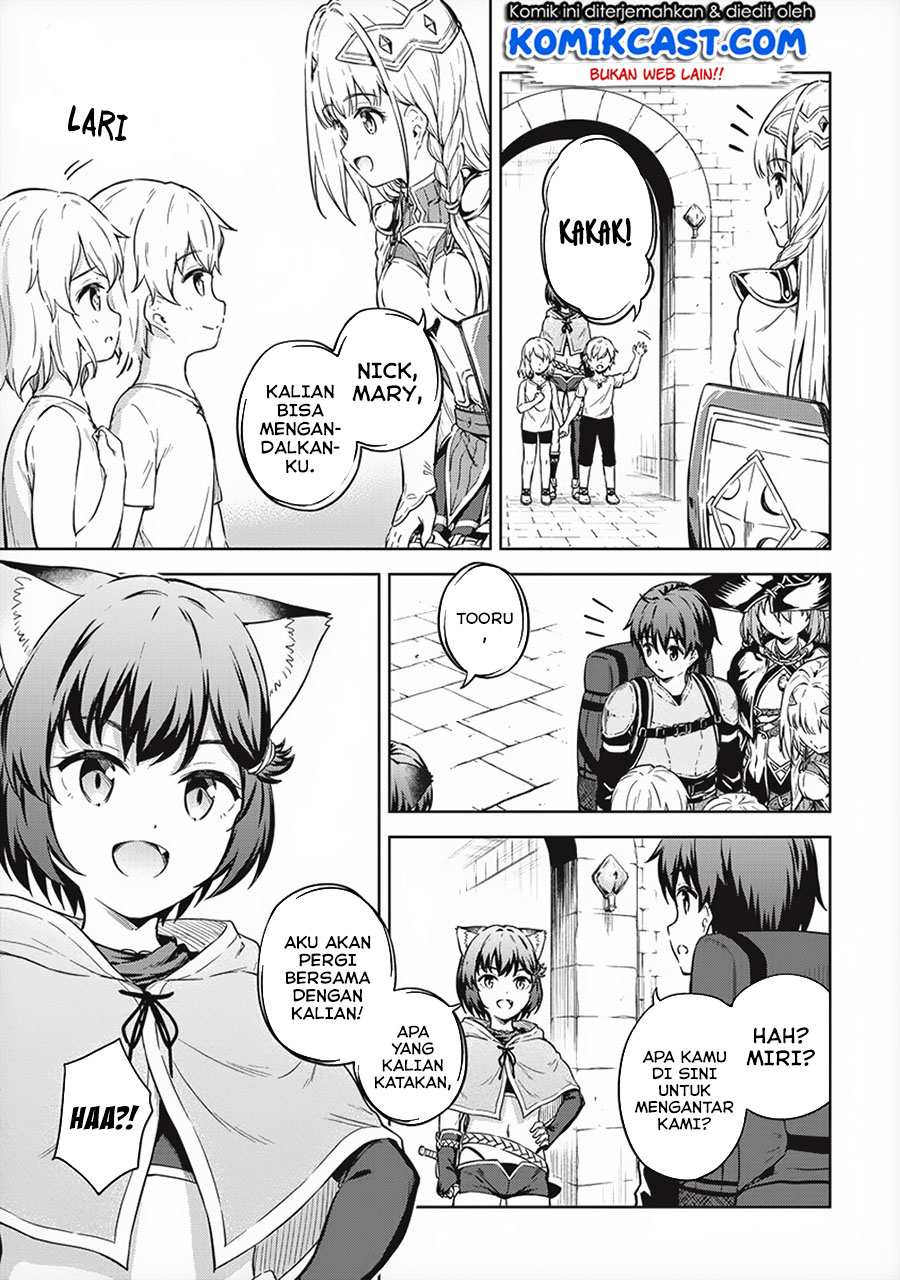 Komik ini diterjemahkan & diedit oleh
KOMIKCAST.COM
BUKAN WEB LAIN!!
KAKAK!
LARI
NICK,
MARY,
KALIAN
BISA
MENGAN-
DALKAN-
KU.
TOORU
,
HAH?
MIRI?
APA KAMU
DI SINI
UNTUK
MENGANTAR
KAMI?
APA
YANG
KALIAN
KATAKAN,
AKU AKAN
PERGI
BERSAMA
DENGAN
KALIAN!
HAA?!